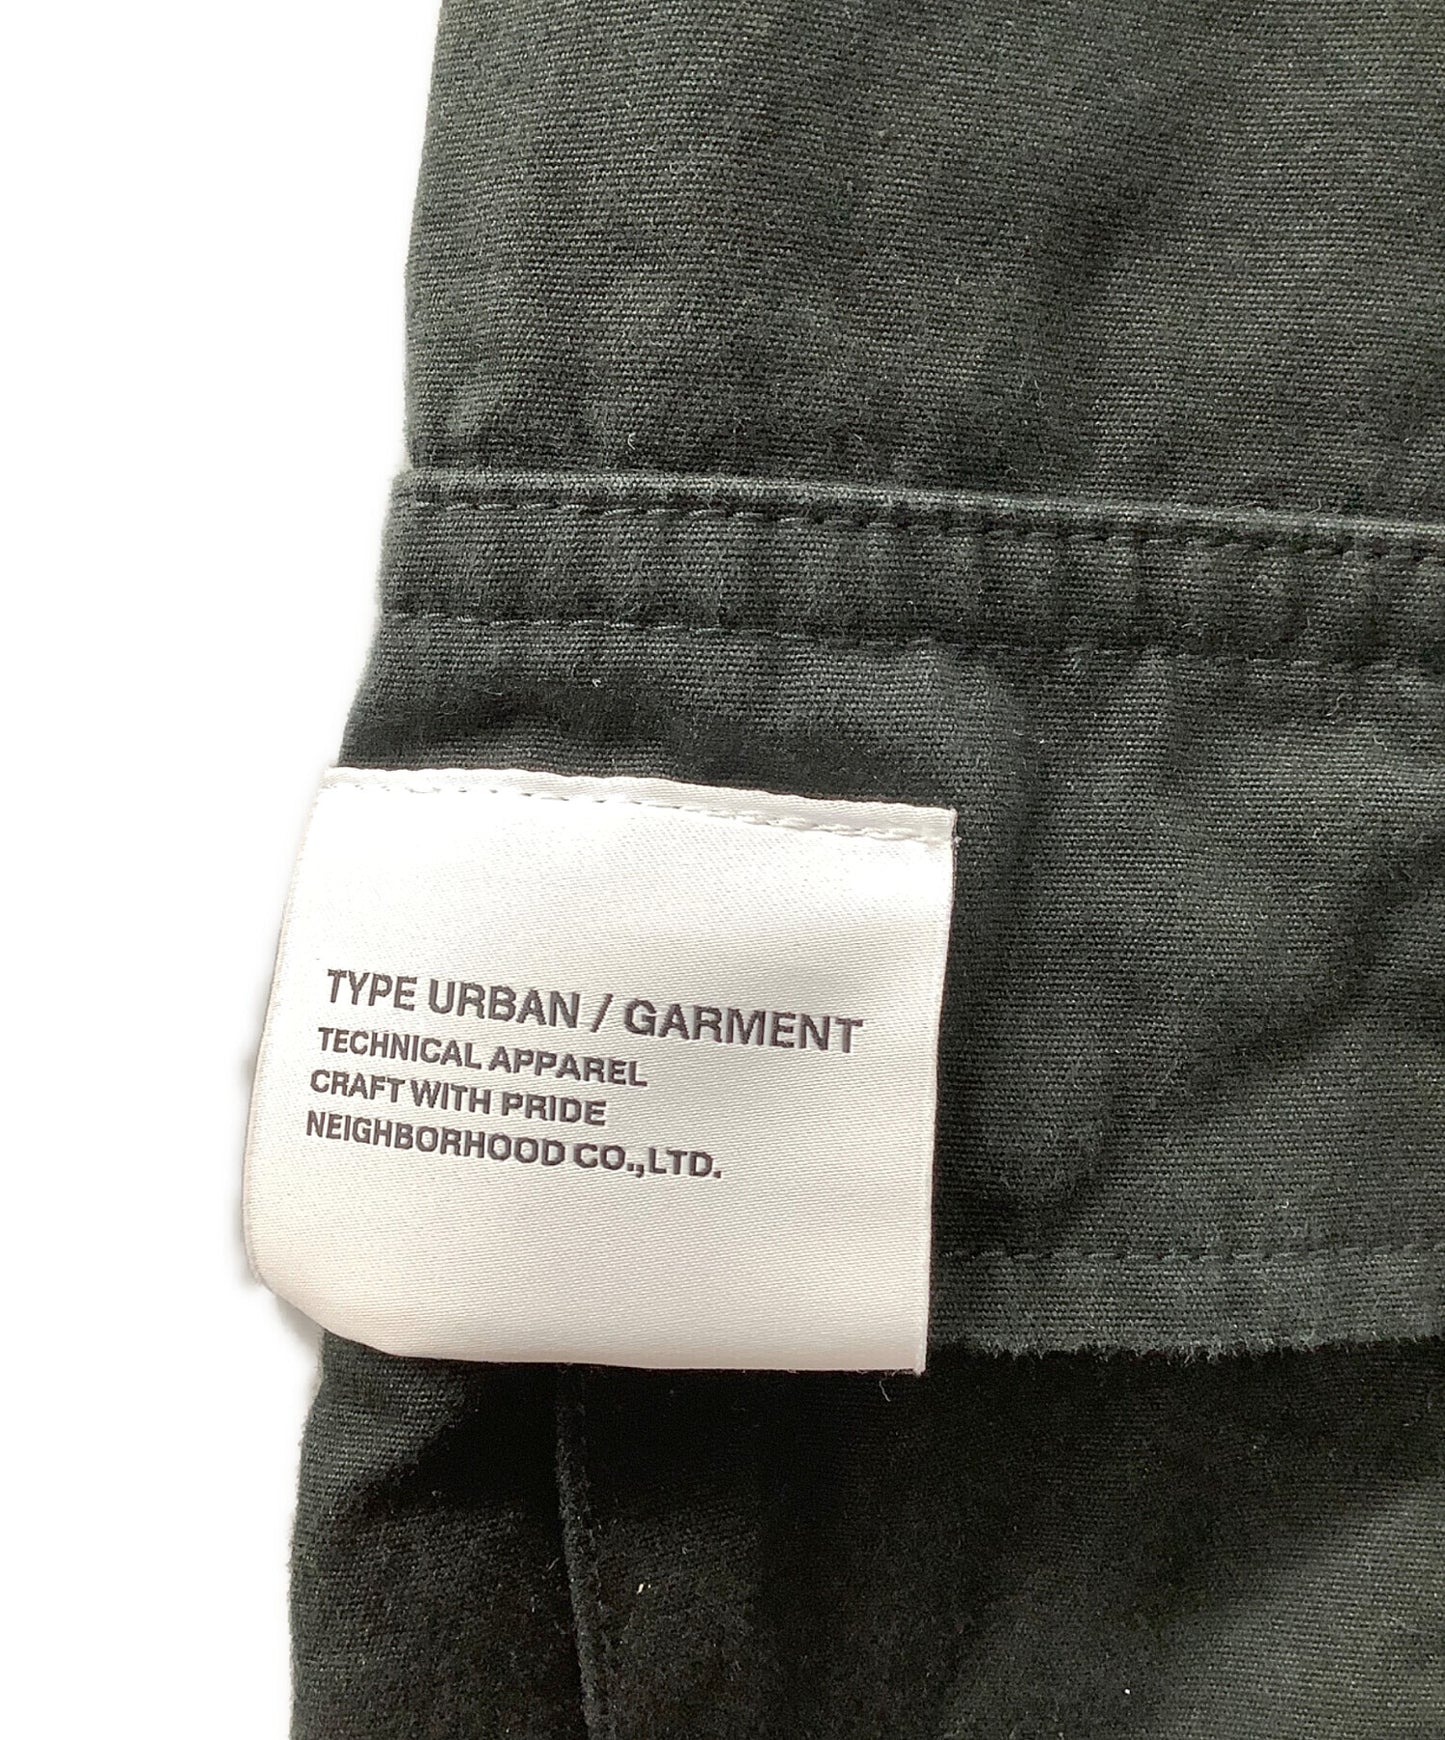 TYPE URBAN / GARMENT
TECHNICAL APPAREL
CRAFT WITH PRIDE
NEIGHBORHOOD CO.,LTD.